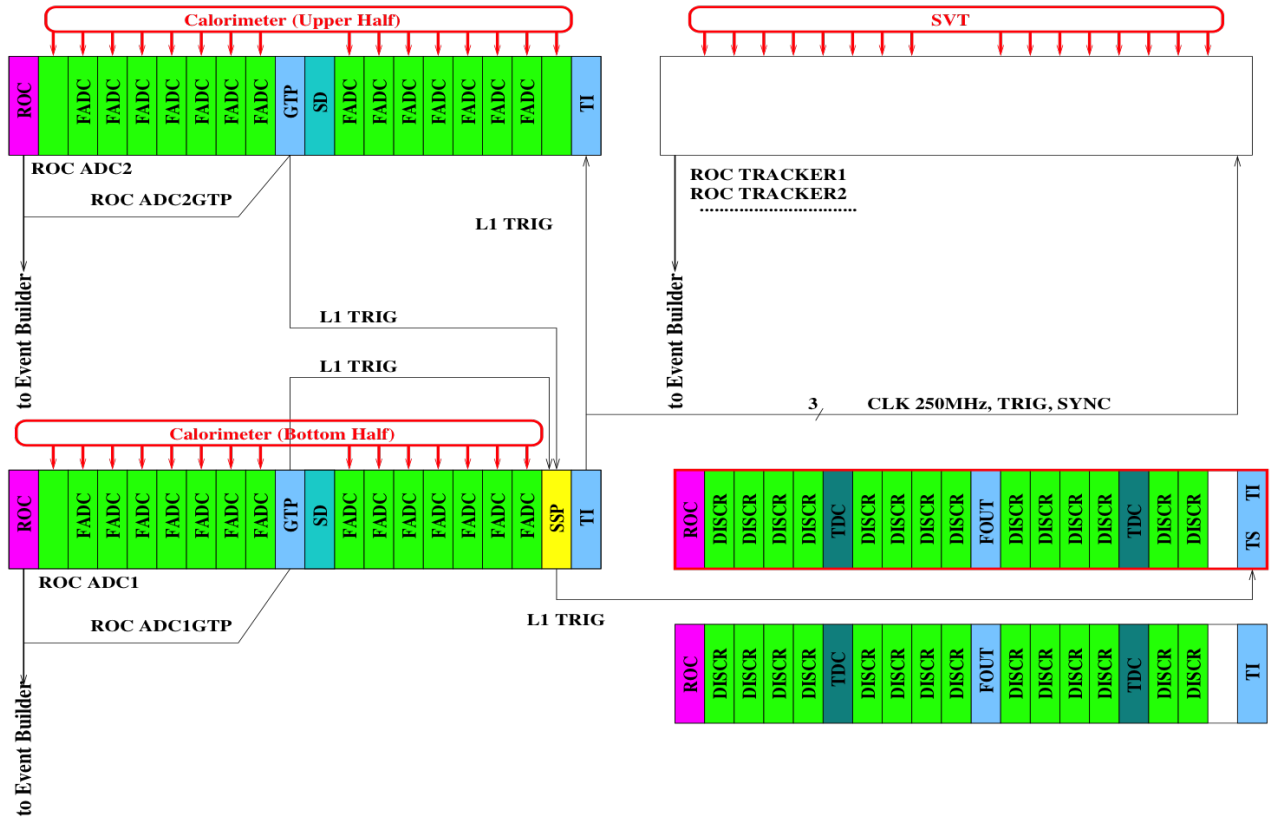 Calorimeter (Upper Half)
SVT
ROC FADC FADC FADC FADC FADC FADC FADC GTP SD FADC FADC FADC FADC FADC FADC FADC TI
ROC ADC2
ROC ADC2GTP
to Event Builder
L1 TRIG
ROC TRACKER1
ROC TRACKER2
to Event Builder
L1 TRIG
L1 TRIG
3 CLK 250MHz, TRIG, SYNC
Calorimeter (Bottom Half)
ROC FADC FADC FADC FADC FADC FADC FADC GTP SD FADC FADC FADC FADC FADC FADC FADC SSP TI
ROC DISCR DISCR DISCR DISCR TDC DISCR DISCR DISCR DISCR FOUT DISCR DISCR DISCR DISCR TDC DISCR DISCR TS TI
ROC ADC1
ROC ADC1GTP
to Event Builder
L1 TRIG
ROC DISCR DISCR DISCR DISCR TDC DISCR DISCR DISCR DISCR FOUT DISCR DISCR DISCR DISCR TDC DISCR DISCR TI